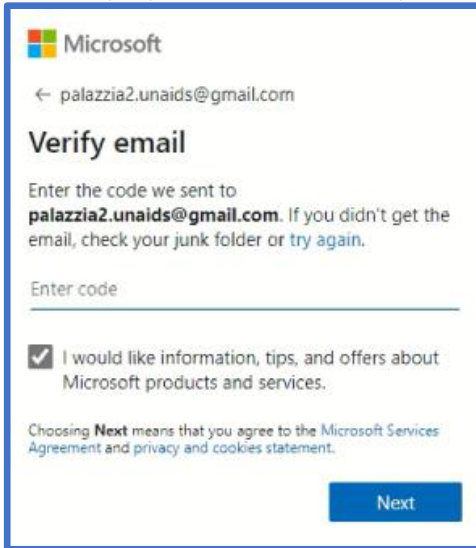 Microsoft
← palazzia2.unaids@gmail.com
Verify email
Enter the code we sent to
palazzia2.unaids@gmail.com. If you didn't get the
email, check your junk folder or try again.
Enter code
I would like information, tips, and offers about
Microsoft products and services.
Choosing Next means that you agree to the Microsoft Services
Agreement and privacy and cookies statement.
Next